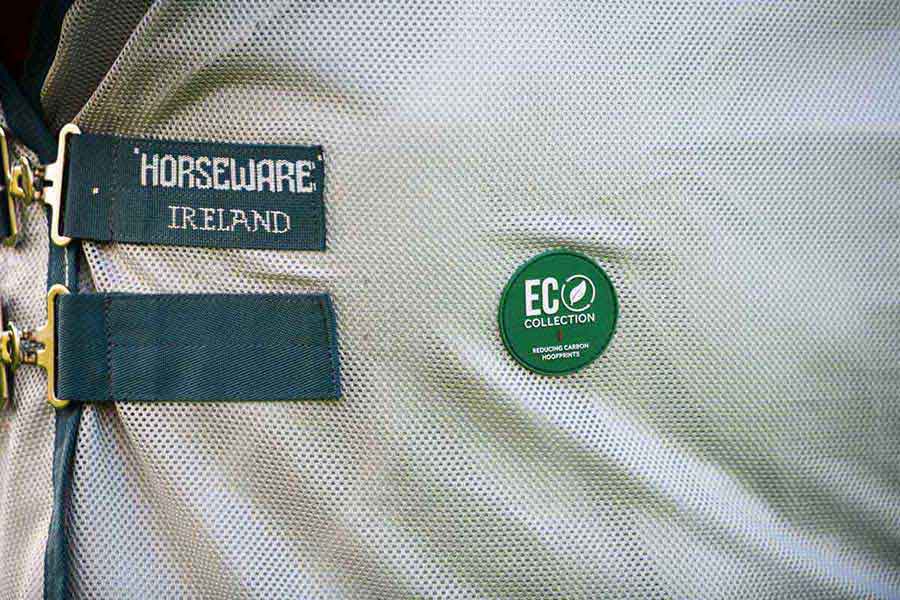 HORSEWARE
IRELAND
ECO
COLLECTION
REDUCING CARBON
HOOFPRINTS